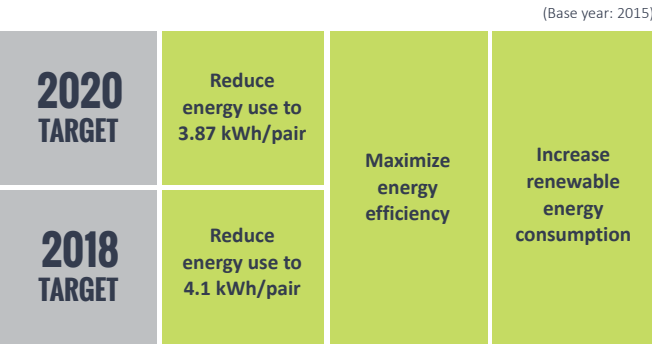 (Base year: 2015)
2020
TARGET
Reduce
energy use to
3.87 kWh/pair
Maximize
energy
efficiency
Increase
renewable
energy
consumption
2018
TARGET
Reduce
energy use to
4.1 kWh/pair